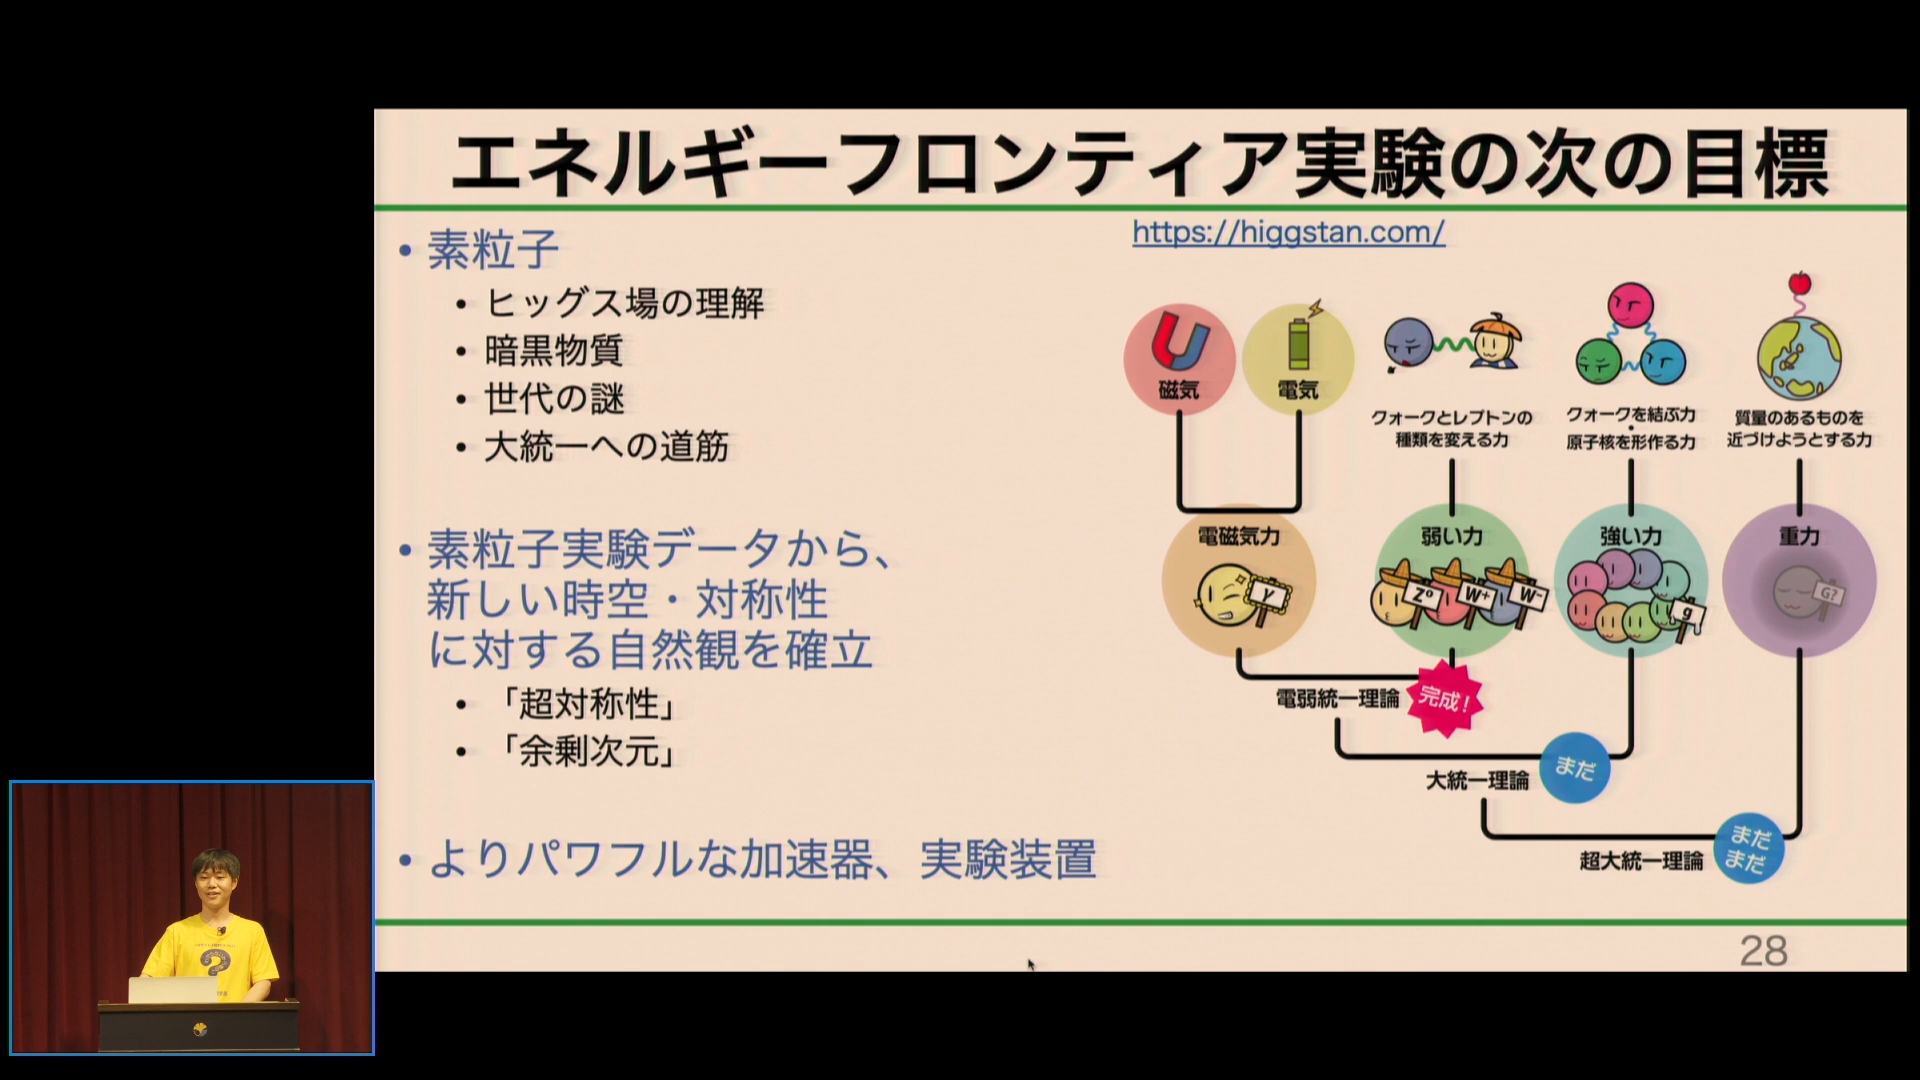 エネルギーフロンティア実験の次の目標
https://higgstan.com/
• 素粒子
• ヒッグス場の理解
• 暗黒物質
• 世代の謎
• 大統一への道筋
• 素粒子実験データから、
新しい時空・対称性
に対する自然観を確立
• 「超対称性」
• 「余剰次元」
• よりパワフルな加速器、実験装置
磁気
電気
クォークとレプトンの
種類を変える力
クォークを結ぶ力
・
原子核を形作る力
質量のあるものを
近づけようとする力
電磁気力
γ
弱い力
Z⁰
W⁺
W⁻
強い力
g
重力
G?
電弱統一理論
完成！
大統一理論
まだ
超大統一理論
まだ
まだ
28
?